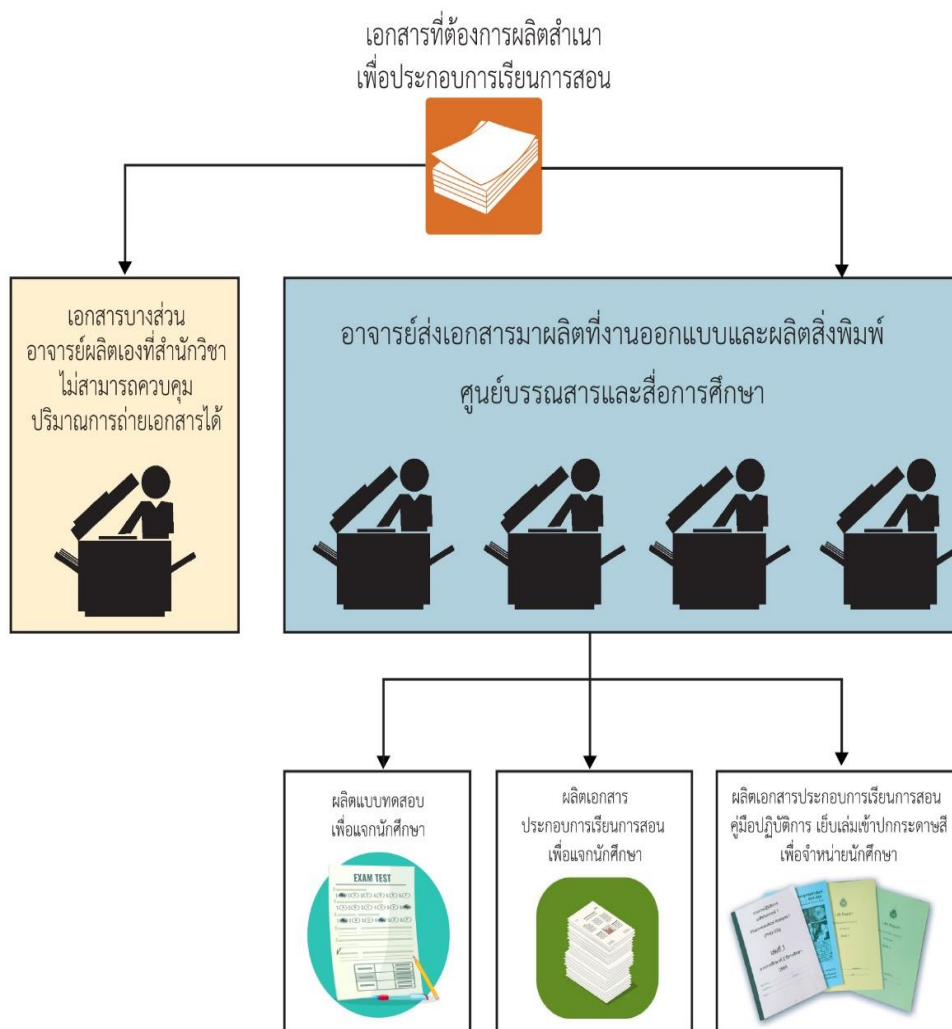 เอกสารที่ต้องการผลิตสำเนา
เพื่อประกอบการเรียนการสอน
เอกสารบางส่วน
อาจารย์ผลิตเองที่สำนักวิชา
ไม่สามารถควบคุม
ปริมาณการถ่ายเอกสารได้
อาจารย์ส่งเอกสารมาผลิตที่งานออกแบบและผลิตสิ่งพิมพ์
ศูนย์บรรณสารและสื่อการศึกษา
ผลิตแบบทดสอบ
เพื่อแจกนักศึกษา
EXAM TEST
ผลิตเอกสาร
ประกอบการเรียนการสอน
เพื่อแจกนักศึกษา
ผลิตเอกสารประกอบการเรียนการสอน
คู่มือปฏิบัติการ เย็บเล่มเข้าปกกระดาษสี
เพื่อจำหน่ายนักศึกษา
เล่มที่ 1